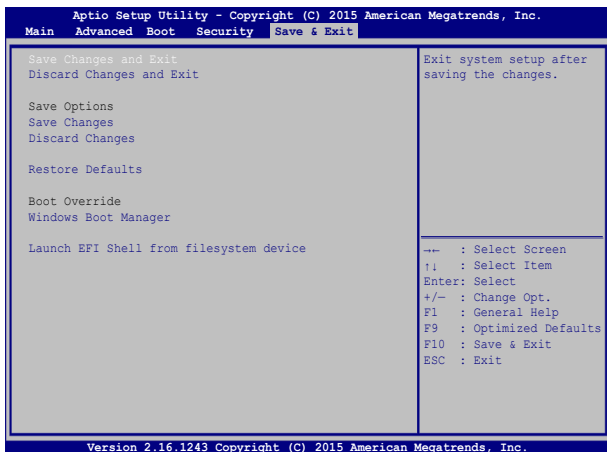 Aptio Setup Utility - Copyright (C) 2015 American Megatrends, Inc.
Main Advanced Boot Security Save & Exit
Save Changes and Exit
Discard Changes and Exit
Save Options
Save Changes
Discard Changes
Restore Defaults
Boot Override
Windows Boot Manager
Launch EFI Shell from filesystem device
Exit system setup after
saving the changes.
→← : Select Screen
↑↓ : Select Item
Enter: Select
+/— : Change Opt.
F1 : General Help
F9 : Optimized Defaults
F10 : Save & Exit
ESC : Exit
Version 2.16.1243 Copyright (C) 2015 American Megatrends, Inc.